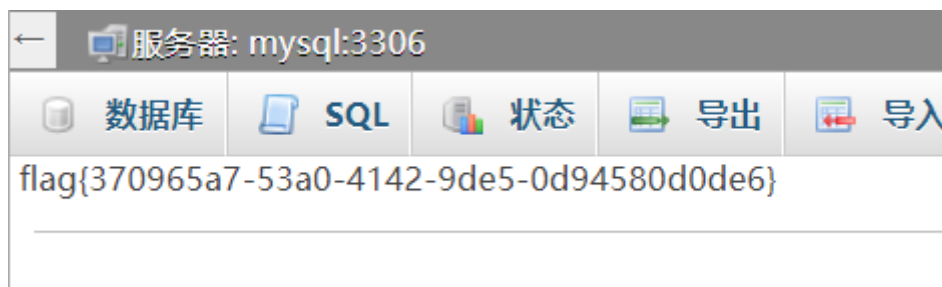 ← 服务器: mysql:3306
数据库 SQL 状态 导出 导入
flag{370965a7-53a0-4142-9de5-0d94580d0de6}